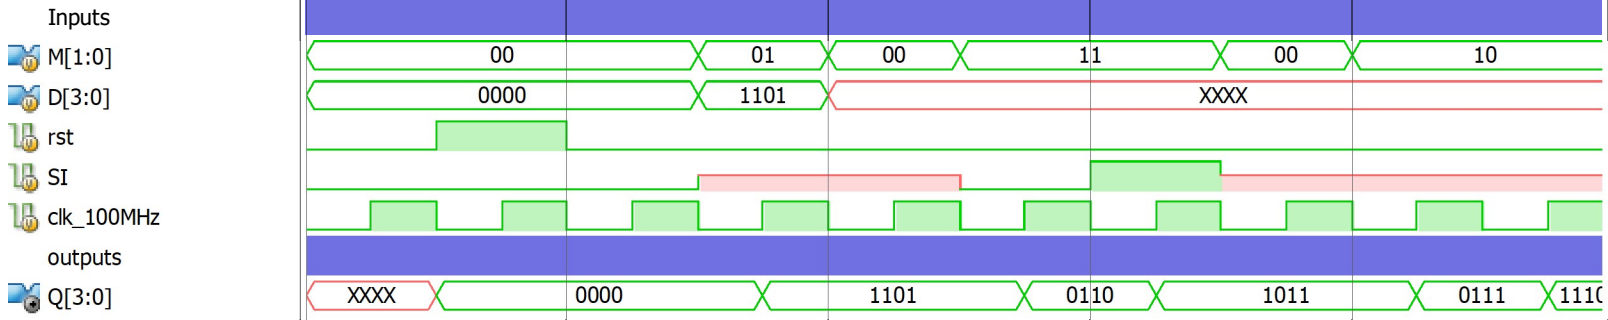 Inputs
M[1:0] 00 01 00 11 00 10
D[3:0] 0000 1101 XXXX
rst
SI
clk_100MHz
outputs
Q[3:0] XXXX 0000 1101 0110 1011 0111 1110